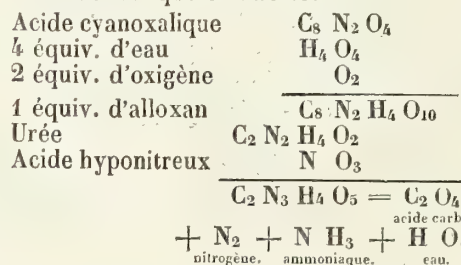 Acide cyanoxalique C₈ N₂ O₄
4 équiv. d'eau H₄ O₄
2 équiv. d'oxigène O₂
1 équiv. d'alloxan C₈ N₂ H₄ O₁₀
Urée C₂ N₂ H₄ O₂
Acide hyponitreux N O₃
C₂ N₃ H₄ O₅ = C₂ O₄
acide carb
+ N₂ + N H₃ + H O
nitrogène. ammoniaque. eau.